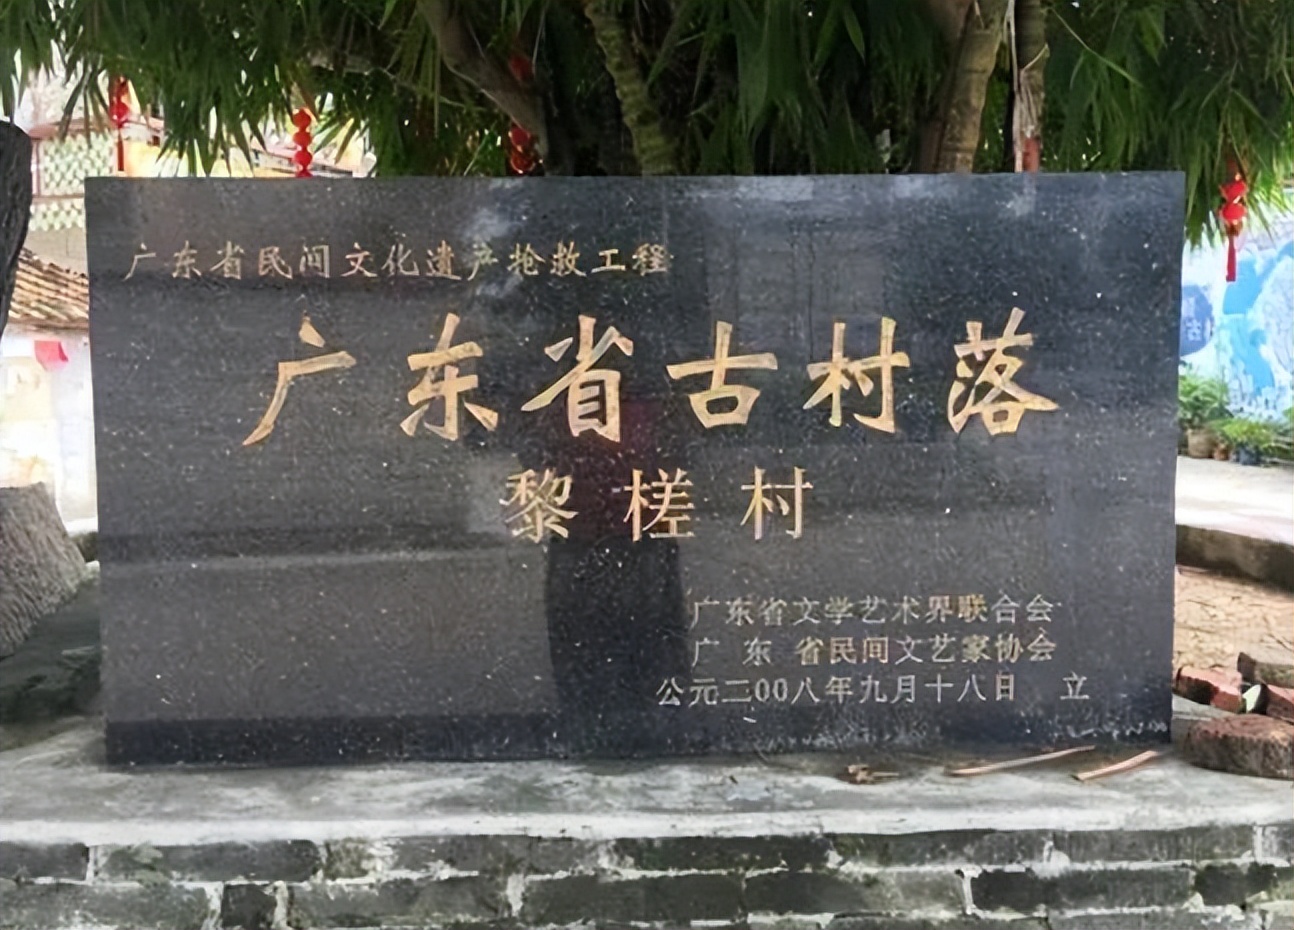 广东省民间文化遗产抢救工程
广东省古村落
黎槎村
广东省文学艺术界联合会
广东省民间文艺家协会
公元二00八年九月十八日 立